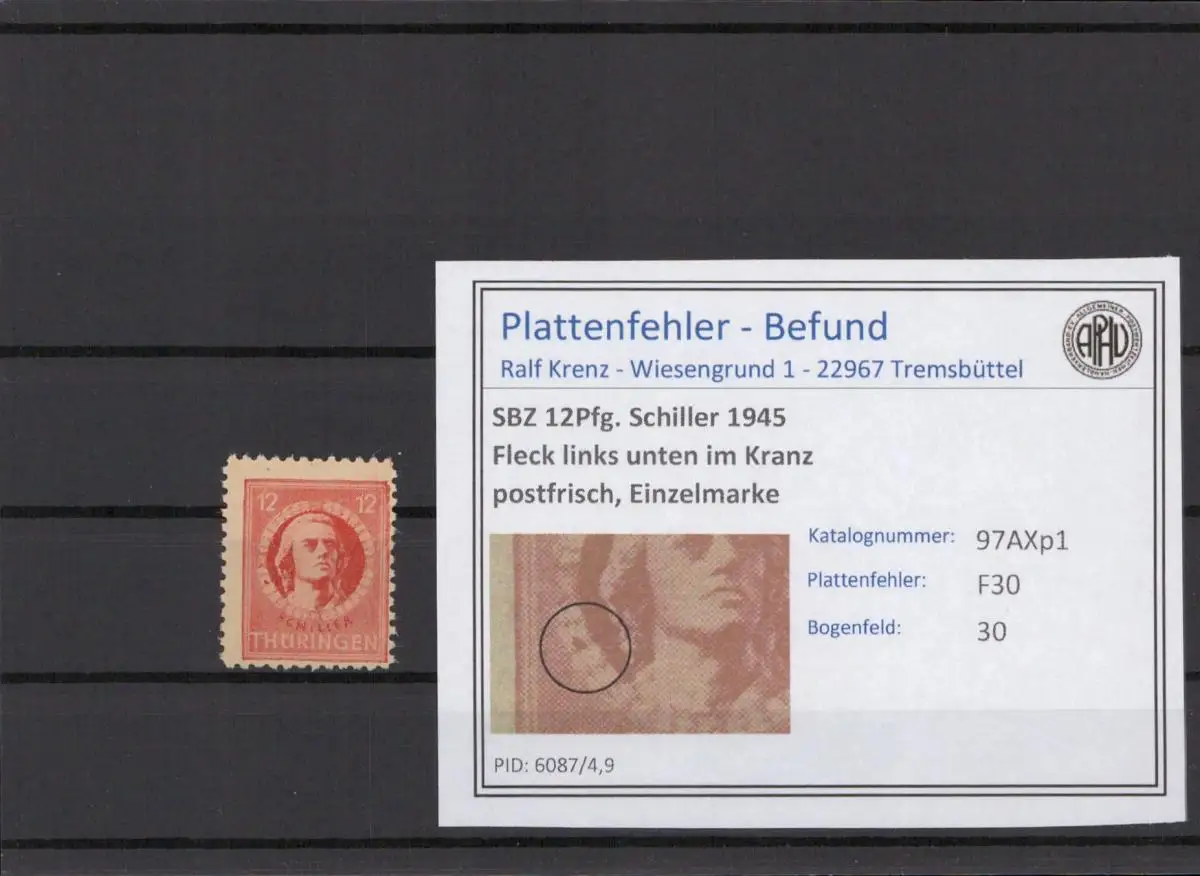 12 12
SCHILLER
THÜRINGEN
Plattenfehler - Befund
Ralf Krenz - Wiesengrund 1 - 22967 Tremsbüttel
APHV
SBZ 12Pfg. Schiller 1945
Fleck links unten im Kranz
postfrisch, Einzelmarke
Katalognummer: 97AXp1
Plattenfehler: F30
Bogenfeld: 30
PID: 6087/4,9